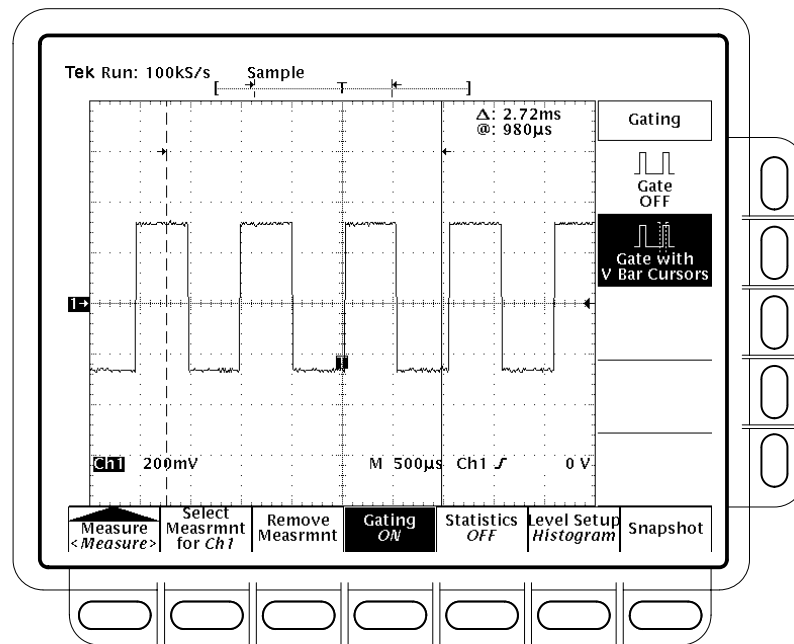 Tek Run: 100kS/s Sample
[ T ]
Δ: 2.72ms
@: 980µs
Gating
Gate
OFF
Gate with
V Bar Cursors
1→
T
Ch1 200mV M 500µs Ch1 0 V
Measure
<Measure>
Select
Measrmnt
for Ch1
Remove
Measrmnt
Gating
ON
Statistics
OFF
Level Setup
Histogram
Snapshot